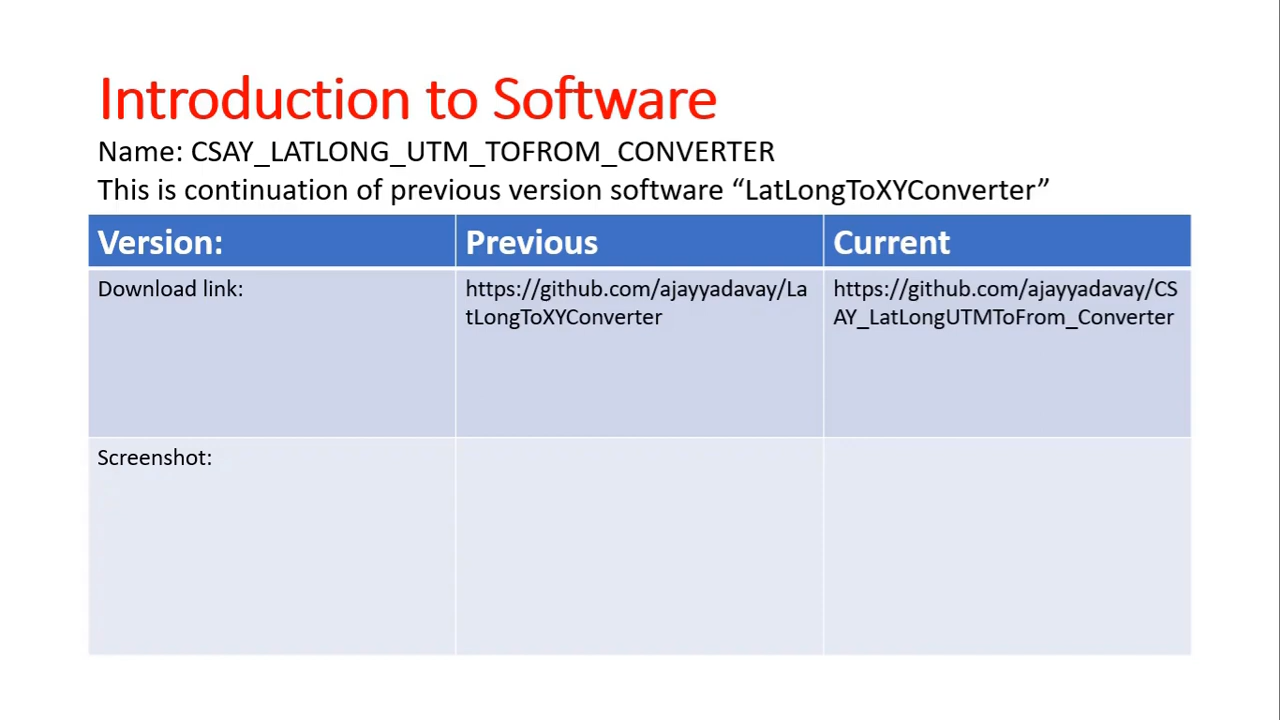 Introduction to Software
Name: CSAY_LATLONG_UTM_TOFROM_CONVERTER
This is continuation of previous version software “LatLongToXYConverter”
Version: Previous Current
Download link: https://github.com/ajayyadavay/La https://github.com/ajayyadavay/CS
tLongToXYConverter AY_LatLongUTMToFrom_Converter
Screenshot: